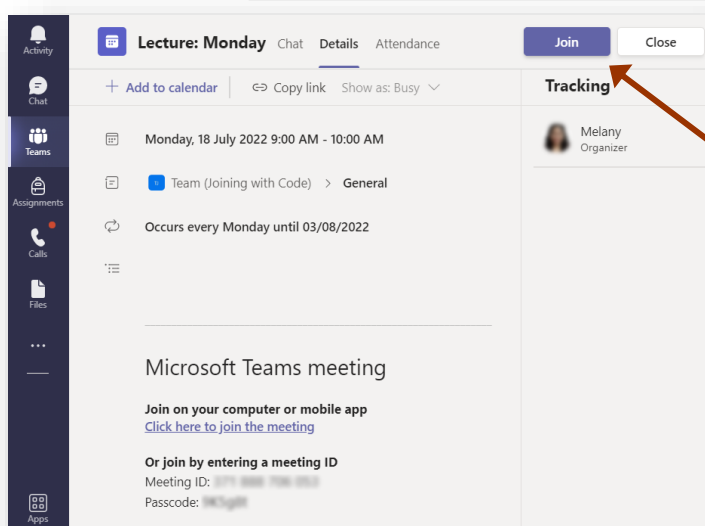 Activity
Chat
Teams
Assignments
Calls
Files
Apps
Lecture: Monday Chat Details Attendance
Join
Close
+ Add to calendar
Copy link
Show as: Busy
Tracking
Monday, 18 July 2022 9:00 AM - 10:00 AM
Melany
Organizer
Team (Joining with Code) > General
Occurs every Monday until 03/08/2022
Microsoft Teams meeting
Join on your computer or mobile app
Click here to join the meeting
Or join by entering a meeting ID
Meeting ID:
Passcode: